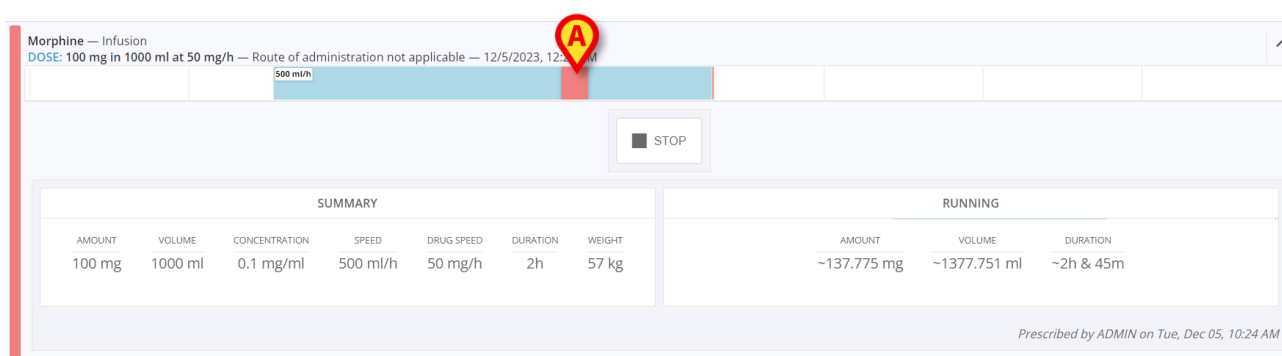 A
Morphine — Infusion
DOSE: 100 mg in 1000 ml at 50 mg/h — Route of administration not applicable — 12/5/2023,
500 ml/h
STOP
SUMMARY
AMOUNT VOLUME CONCENTRATION SPEED DRUG SPEED DURATION WEIGHT
100 mg 1000 ml 0.1 mg/ml 500 ml/h 50 mg/h 2h 57 kg
RUNNING
AMOUNT VOLUME DURATION
~137.775 mg ~1377.751 ml ~2h & 45m
Prescribed by ADMIN on Tue, Dec 05, 10:24 AM